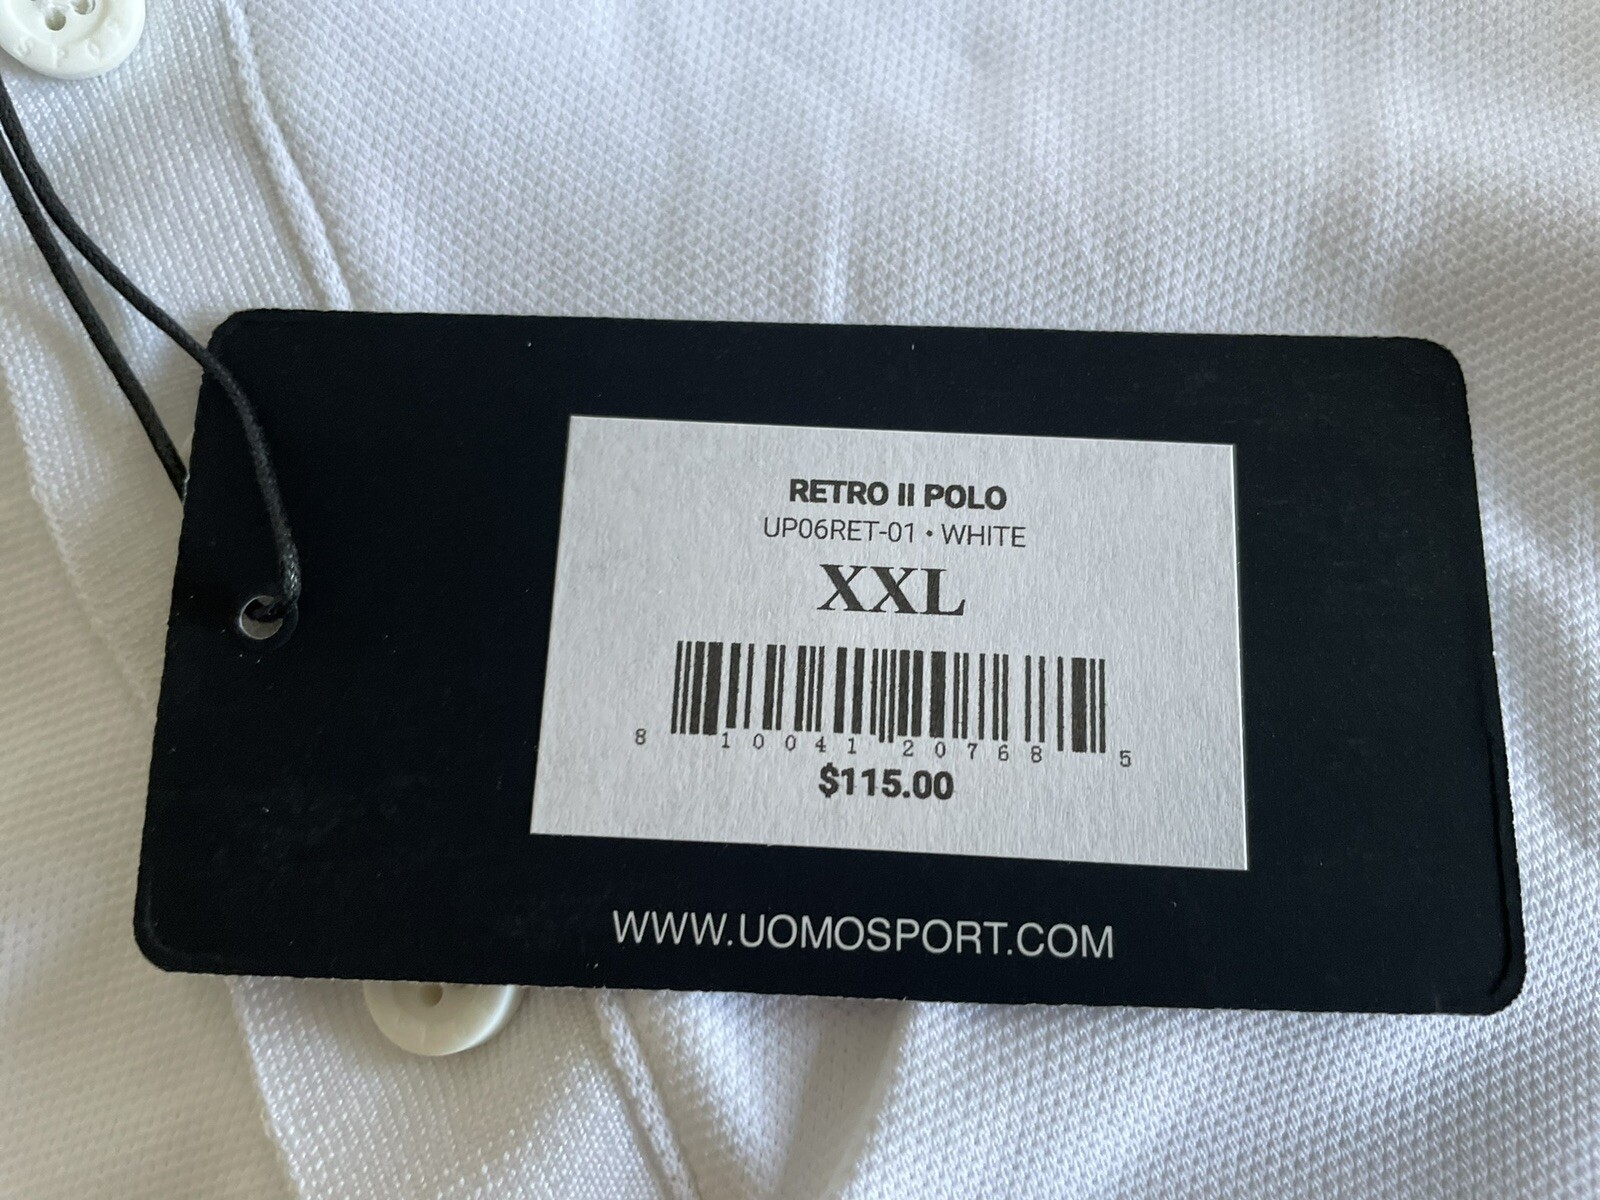 RETRO II POLO
UP06RET-01 • WHITE
XXL
8 10041 20768 5
$115.00
WWW.UOMOSPORT.COM